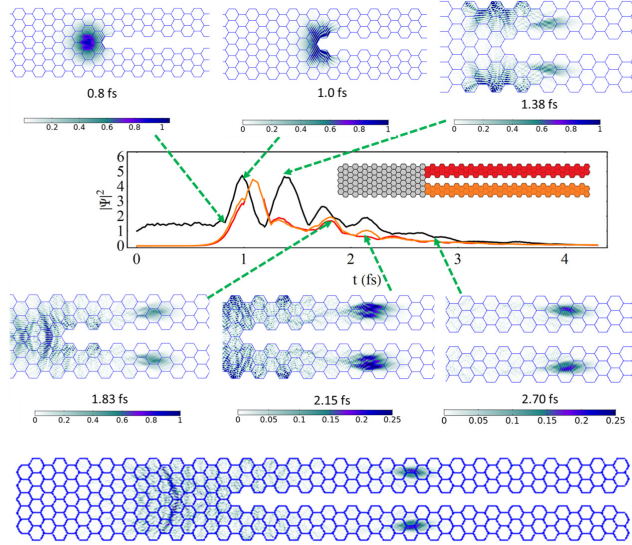 0.8 fs
1.0 fs
1.38 fs
0.2 0.4 0.6 0.8 1
0 0.2 0.4 0.6 0.8 1
0 0.2 0.4 0.6 0.8 1
|Ψ|²
6
5
4
3
2
1
0
0 1 2 3 4
t (fs)
1.83 fs
2.15 fs
2.70 fs
0 0.2 0.4 0.6 0.8 1
0 0.05 0.1 0.15 0.2 0.25
0 0.05 0.1 0.15 0.2 0.25